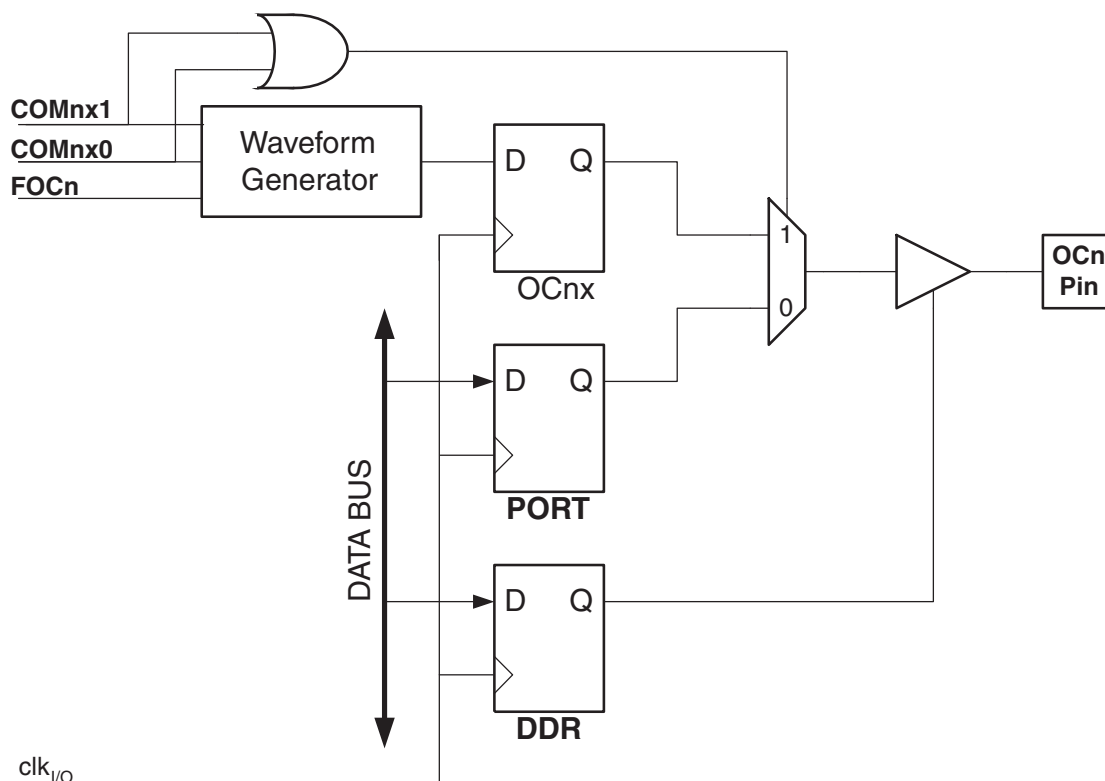 COMnx1
COMnx0
FOCn
Waveform
Generator
D Q
OCnx
1
0
OCn
Pin
D Q
PORT
DATA BUS
D Q
DDR
clkI/O